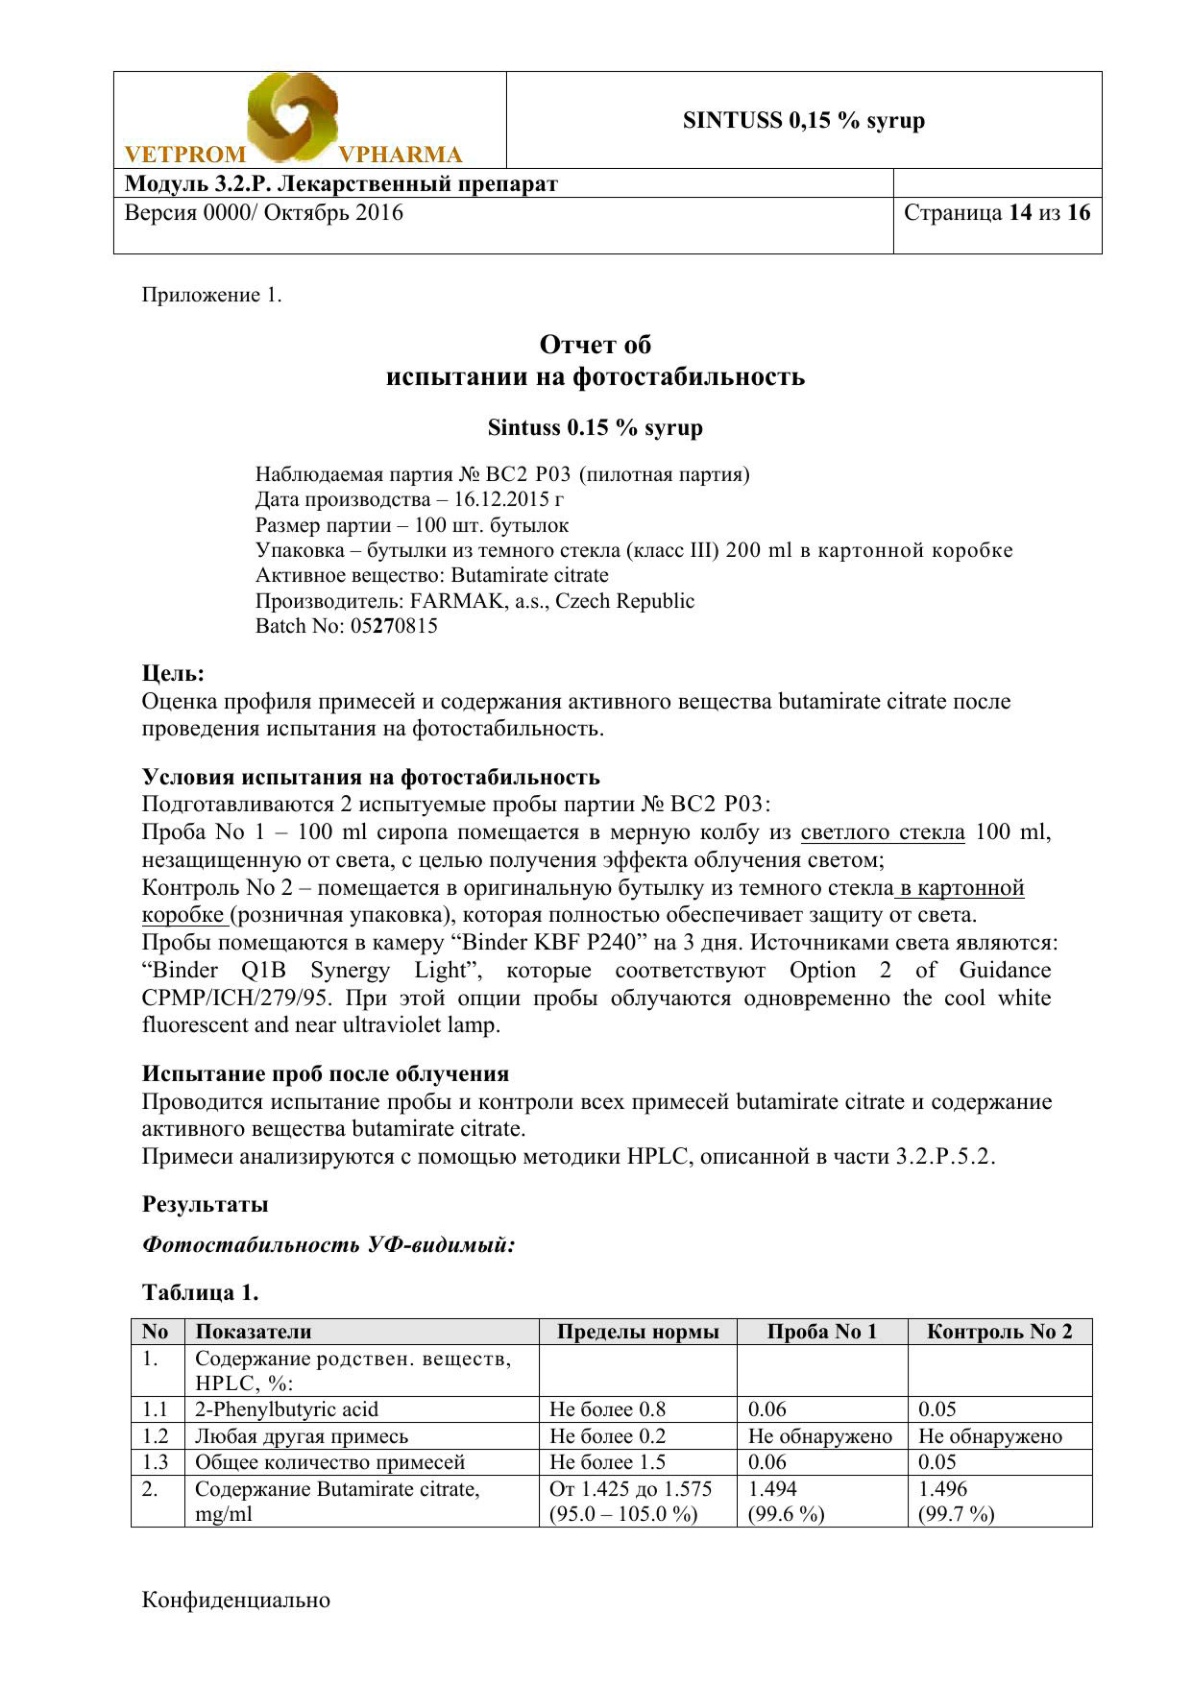 VETPROM VPHARMA
SINTUSS 0,15 % syrup
Модуль 3.2.P. Лекарственный препарат
Версия 0000/ Октябрь 2016
Страница 14 из 16
Приложение 1.
Отчет об
испытании на фотостабильность
Sintuss 0.15 % syrup
Наблюдаемая партия № BC2 P03 (пилотная партия)
Дата производства – 16.12.2015 г
Размер партии – 100 шт. бутылок
Упаковка – бутылки из темного стекла (класс III) 200 ml в картонной коробке
Активное вещество: Butamirate citrate
Производитель: FARMAK, a.s., Czech Republic
Batch No: 05270815
Цель:
Оценка профиля примесей и содержания активного вещества butamirate citrate после
проведения испытания на фотостабильность.
Условия испытания на фотостабильность
Подготавливаются 2 испытуемые пробы партии № BC2 P03:
Проба No 1 – 100 ml сиропа помещается в мерную колбу из светлого стекла 100 ml,
незащищенную от света, с целью получения эффекта облучения светом;
Контроль No 2 – помещается в оригинальную бутылку из темного стекла в картонной
коробке (розничная упаковка), которая полностью обеспечивает защиту от света.
Пробы помещаются в камеру “Binder KBF P240” на 3 дня. Источниками света являются:
“Binder Q1B Synergy Light”, которые соответствуют Option 2 of Guidance
CPMP/ICH/279/95. При этой опции пробы облучаются одновременно the cool white
fluorescent and near ultraviolet lamp.
Испытание проб после облучения
Проводится испытание пробы и контроли всех примесей butamirate citrate и содержание
активного вещества butamirate citrate.
Примеси анализируются с помощью методики HPLC, описанной в части 3.2.P.5.2.
Результаты
Фотостабильность УФ-видимый:
Таблица 1.
No Показатели Пределы нормы Проба No 1 Контроль No 2
1. Содержание родствен. веществ,
HPLC, %:
1.1 2-Phenylbutyric acid Не более 0.8 0.06 0.05
1.2 Любая другая примесь Не более 0.2 Не обнаружено Не обнаружено
1.3 Общее количество примесей Не более 1.5 0.06 0.05
2. Содержание Butamirate citrate, От 1.425 до 1.575 1.494 1.496
mg/ml (95.0 – 105.0 %) (99.6 %) (99.7 %)
Конфиденциально